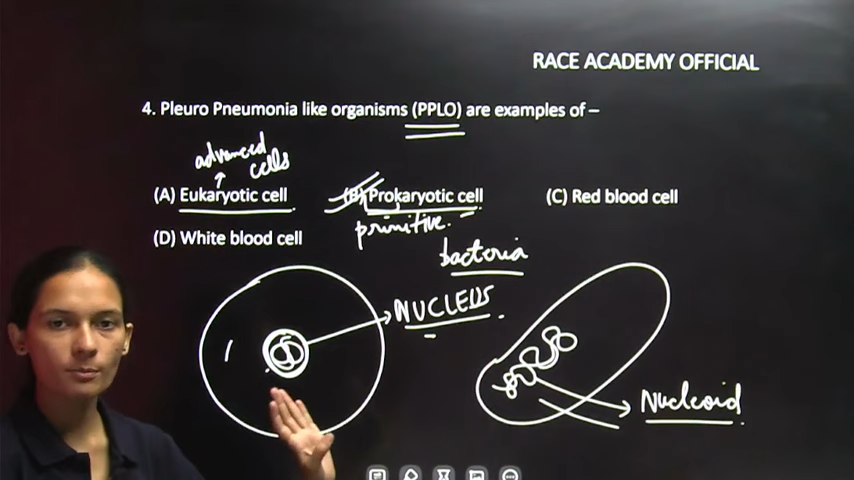 RACE ACADEMY OFFICIAL
4. Pleuro Pneumonia like organisms (PPLO) are examples of –
advanced
cells
(A) Eukaryotic cell (B) Prokaryotic cell (C) Red blood cell
primitive.
(D) White blood cell
bacteria
NUCLEUS.
Nucleoid